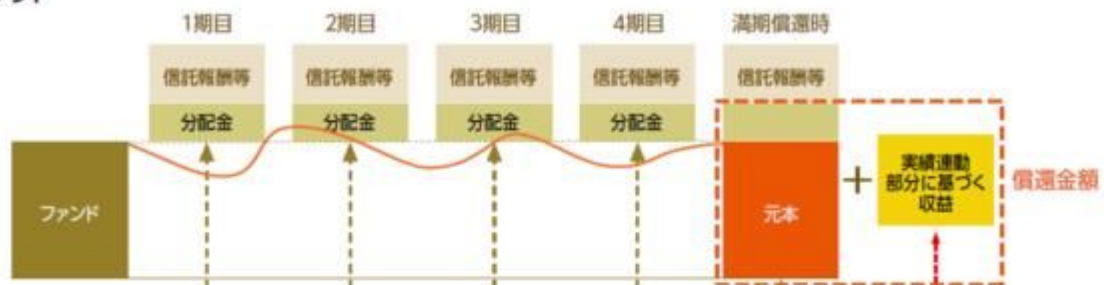 1期目 2期目 3期目 4期目 満期償還時
信託報酬等 信託報酬等 信託報酬等 信託報酬等 信託報酬等
分配金 分配金 分配金 分配金
ファンド
元本
+
実績連動
部分に基づく
収益
償還金額